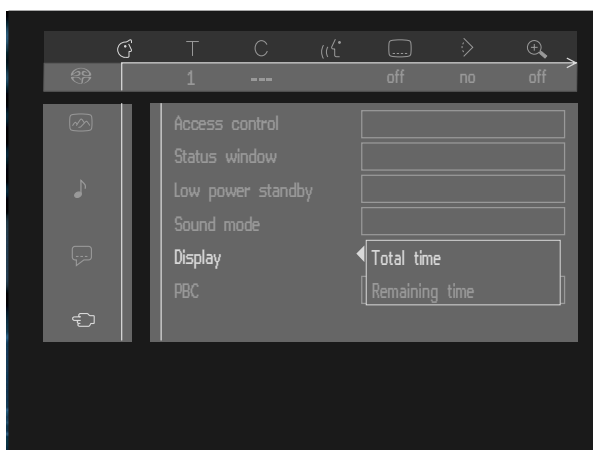 T C
1 --- off no off
Access control
Status window
Low power standby
Sound mode
Display Total time
PBC Remaining time